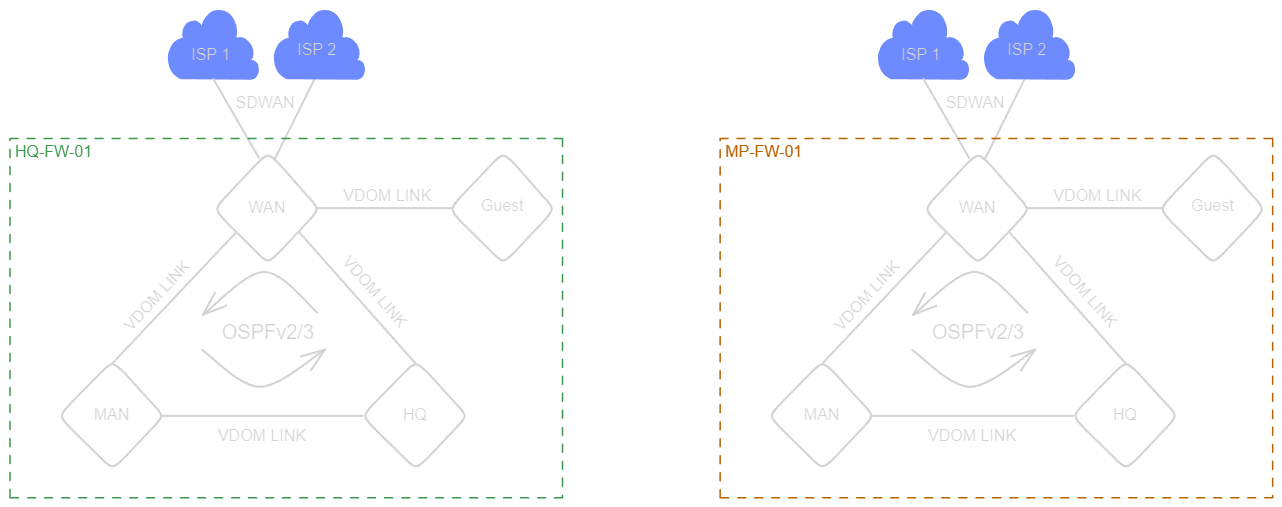 ISP 1
ISP 2
SDWAN
HQ-FW-01
WAN
VDOM LINK
Guest
VDOM LINK
VDOM LINK
OSPFv2/3
MAN
HQ
VDOM LINK
ISP 1
ISP 2
SDWAN
MP-FW-01
WAN
VDOM LINK
Guest
VDOM LINK
VDOM LINK
OSPFv2/3
MAN
HQ
VDOM LINK